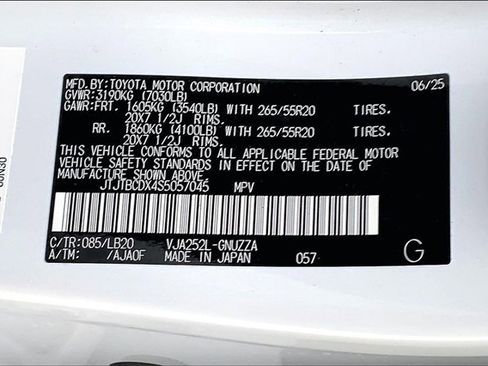 MFD.BY:TOYOTA MOTOR CORPORATION 06/25
GVWR:3190KG (7030LB)
GAWR:FRT. 1605KG (3540LB) WITH 265/55R20 TIRES.
20X7 1/2J RIMS.
RR. 1860KG (4100LB) WITH 265/55R20 TIRES.
20X7 1/2J RIMS.
THIS VEHICLE CONFORMS TO ALL APPLICABLE FEDERAL MOTOR
VEHICLE SAFETY STANDARDS IN EFFECT ON THE DATE OF
MANUFACTURE SHOWN ABOVE.
JTJTBCDX4S5057045 MPV
C/TR:085/LB20 VJA252L-GNUZZA
A/TM: /AJA0F MADE IN JAPAN 057 G